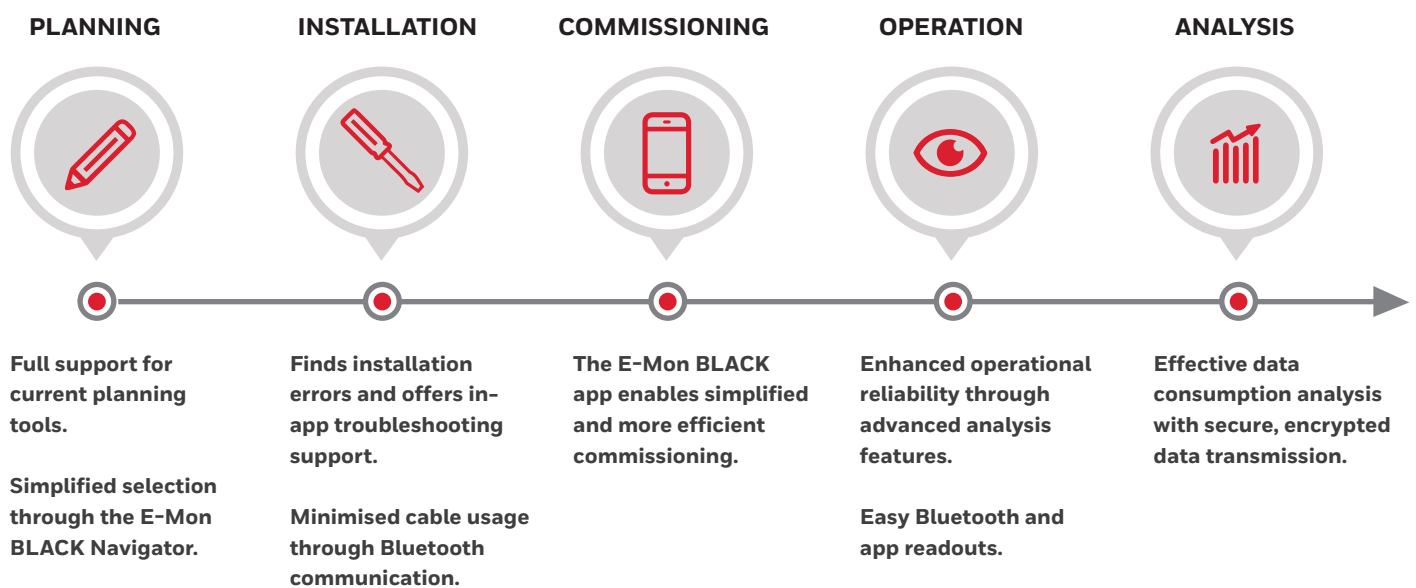 PLANNING
INSTALLATION
COMMISSIONING
OPERATION
ANALYSIS
Full support for
current planning
tools.
Simplified selection
through the E-Mon
BLACK Navigator.
Finds installation
errors and offers in-
app troubleshooting
support.
Minimised cable usage
through Bluetooth
communication.
The E-Mon BLACK
app enables simplified
and more efficient
commissioning.
Enhanced operational
reliability through
advanced analysis
features.
Easy Bluetooth and
app readouts.
Effective data
consumption analysis
with secure, encrypted
data transmission.